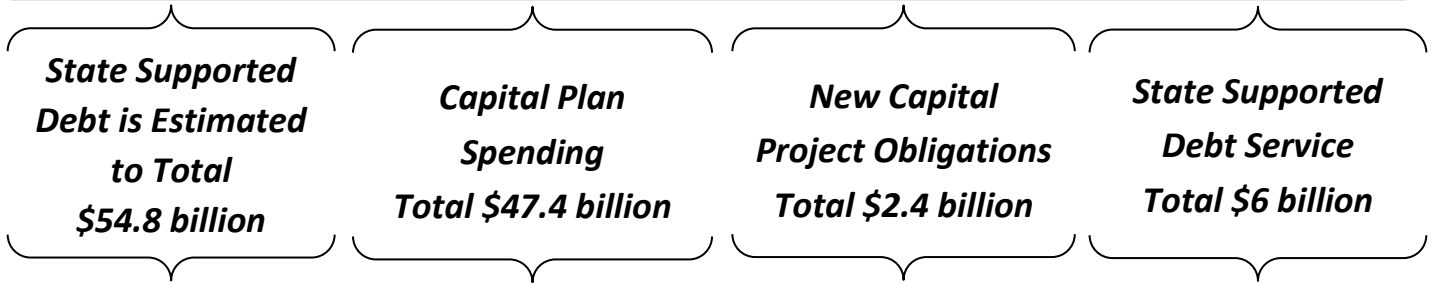 State Supported
Debt is Estimated
to Total
$54.8 billion
Capital Plan
Spending
Total $47.4 billion
New Capital
Project Obligations
Total $2.4 billion
State Supported
Debt Service
Total $6 billion